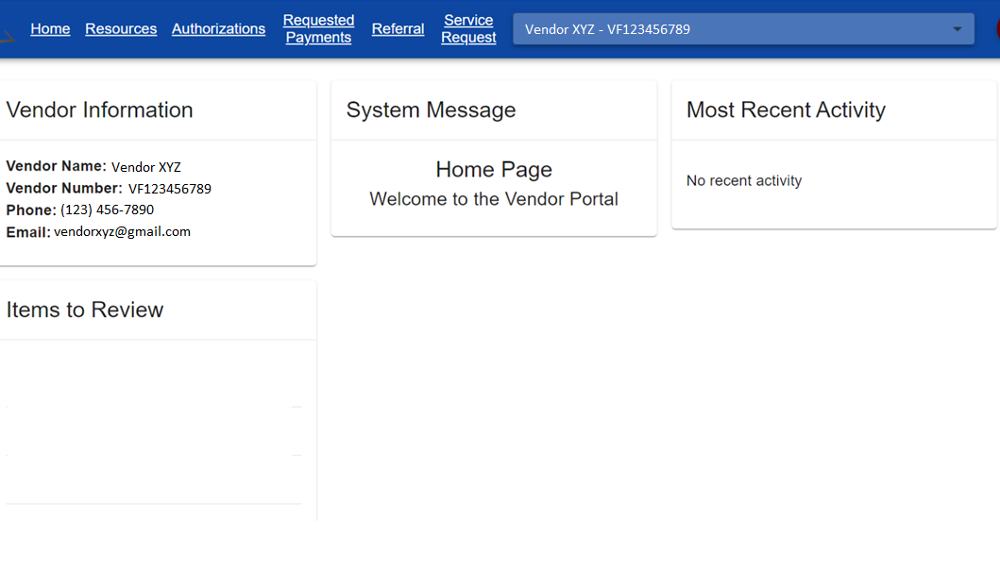 Home
Resources
Authorizations
Requested
Payments
Referral
Service
Request
Vendor XYZ - VF123456789
Vendor Information
Vendor Name: Vendor XYZ
Vendor Number: VF123456789
Phone: (123) 456-7890
Email: vendorxyz@gmail.com
System Message
Home Page
Welcome to the Vendor Portal
Most Recent Activity
No recent activity
Items to Review